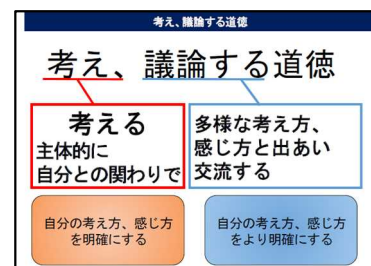 考え、議論する道徳
考え、議論する道徳
考える
主体的に
自分との関わりで
多様な考え方、
感じ方と出あい
交流する
自分の考え方、感じ方
を明確にする
自分の考え方、感じ方
をより明確にする